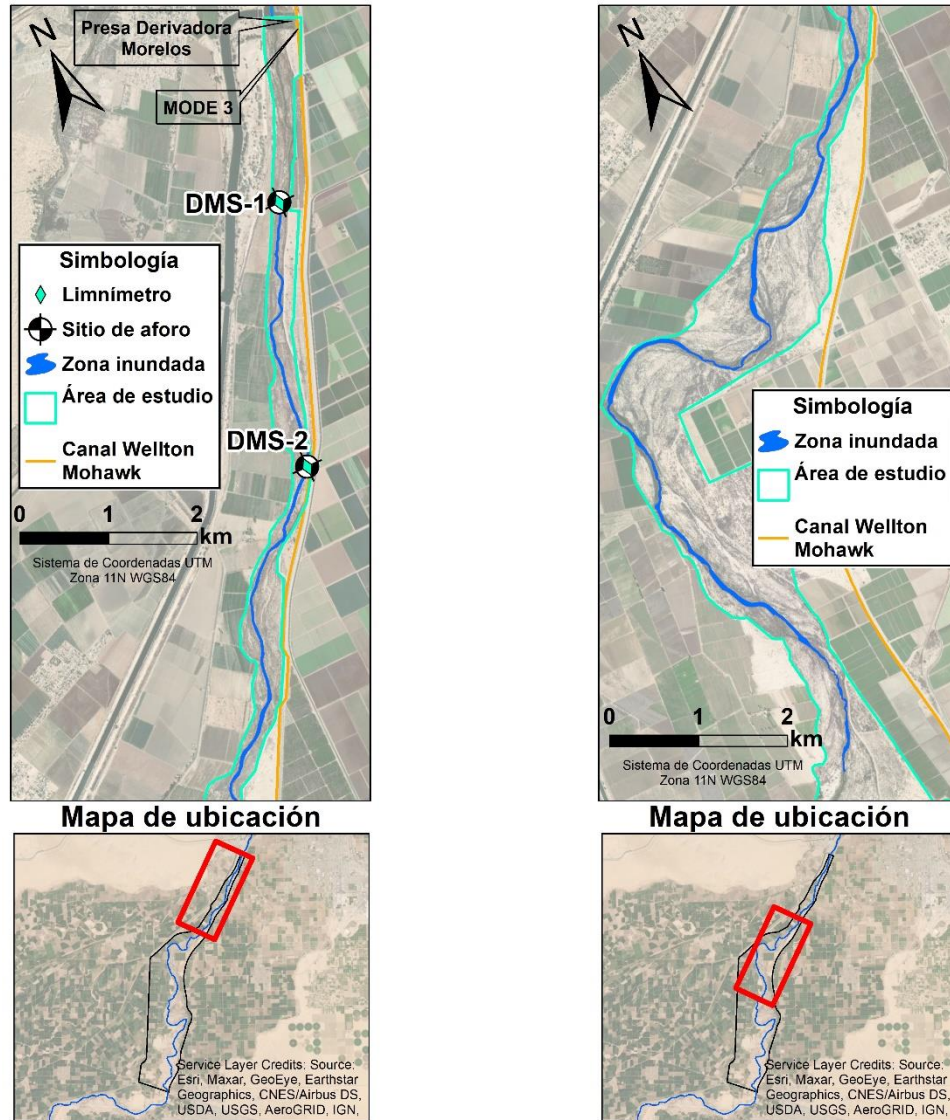 Presa Derivadora
Morelos
N
MODE 3
DMS-1
Simbología
Limnímetro
Sitio de aforo
Zona inundada
Área de estudio
Canal Wellton
Mohawk
DMS-2
0 1 2
km
Sistema de Coordenadas UTM
Zona 11N WGS84
Mapa de ubicación
Service Layer Credits: Source:
Esri, Maxar, GeoEye, Earthstar
Geographics, CNES/Airbus DS,
USDA, USGS, AeroGRID, IGN,
N
Simbología
Zona inundada
Área de estudio
Canal Wellton
Mohawk
0 1 2
km
Sistema de Coordenadas UTM
Zona 11N WGS84
Mapa de ubicación
Service Layer Credits: Source:
Esri, Maxar, GeoEye, Earthstar
Geographics, CNES/Airbus DS,
USDA, USGS, AeroGRID, IGN,